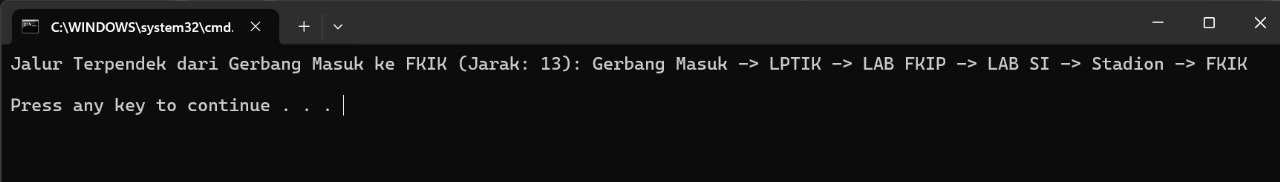 C:\WINDOWS\system32\cmd.
Jalur Terpendek dari Gerbang Masuk ke FKIK (Jarak: 13): Gerbang Masuk -> LPTIK -> LAB FKIP -> LAB SI -> Stadion -> FKIK
Press any key to continue . . .